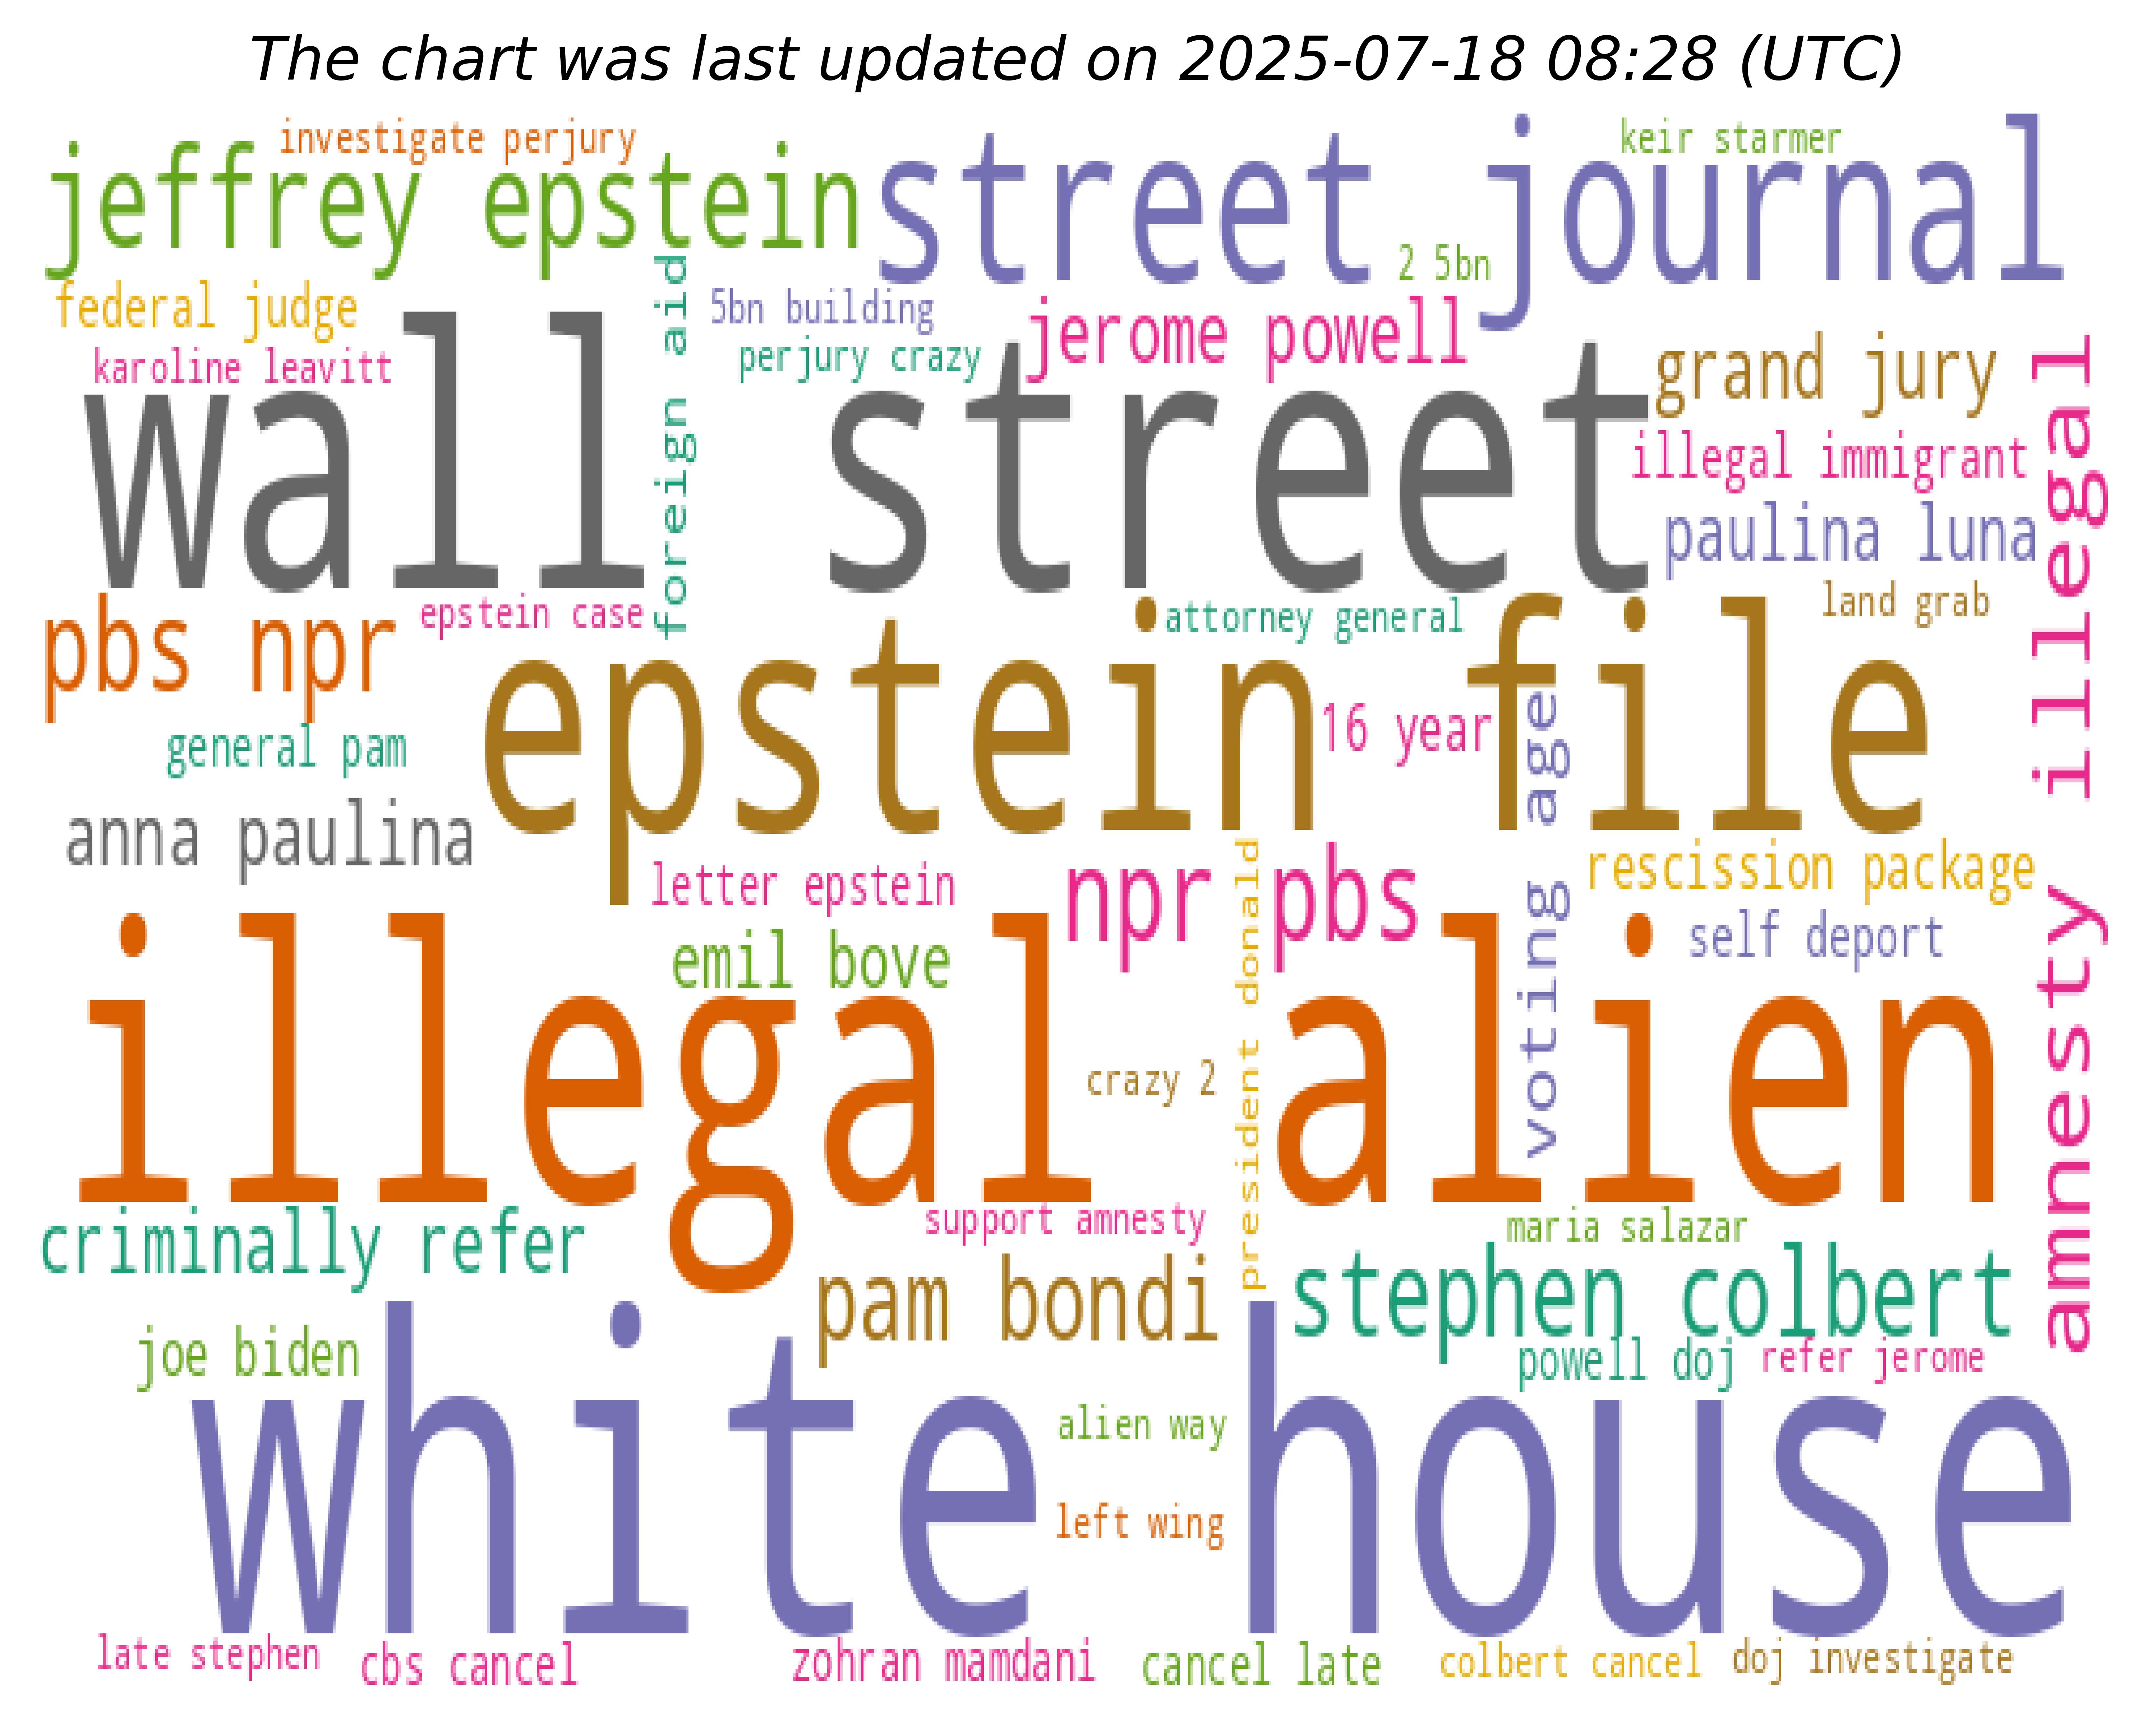 The chart was last updated on 2025-07-18 08:28 (UTC)
investigate perjury
keir starmer
jeffrey epstein
street journal
2 5bn
federal judge
foreign aid
5bn building
jerome powell
karoline leavitt
perjury crazy
grand jury
wall street
illegal immigrant
amnesty illegal
paulina luna
pbs npr
epstein case
attorney general
land grab
epstein file
16 year
voting age
general pam
anna paulina
letter epstein
npr pbs
president donald
rescission package
emil bove
self deport
illegal alien
crazy 2
criminally refer
support amnesty
maria salazar
pam bondi
stephen colbert
joe biden
powell doj
refer jerome
white house
alien way
left wing
late stephen
cbs cancel
zohran mamdani
cancel late
colbert cancel
doj investigate